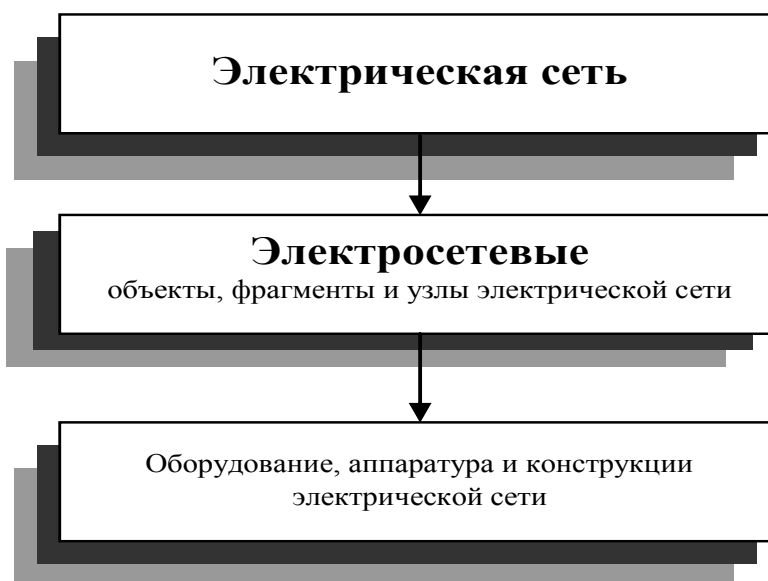 Электрическая сеть
Электросетевые
объекты, фрагменты и узлы электрической сети
Оборудование, аппаратура и конструкции
электрической сети